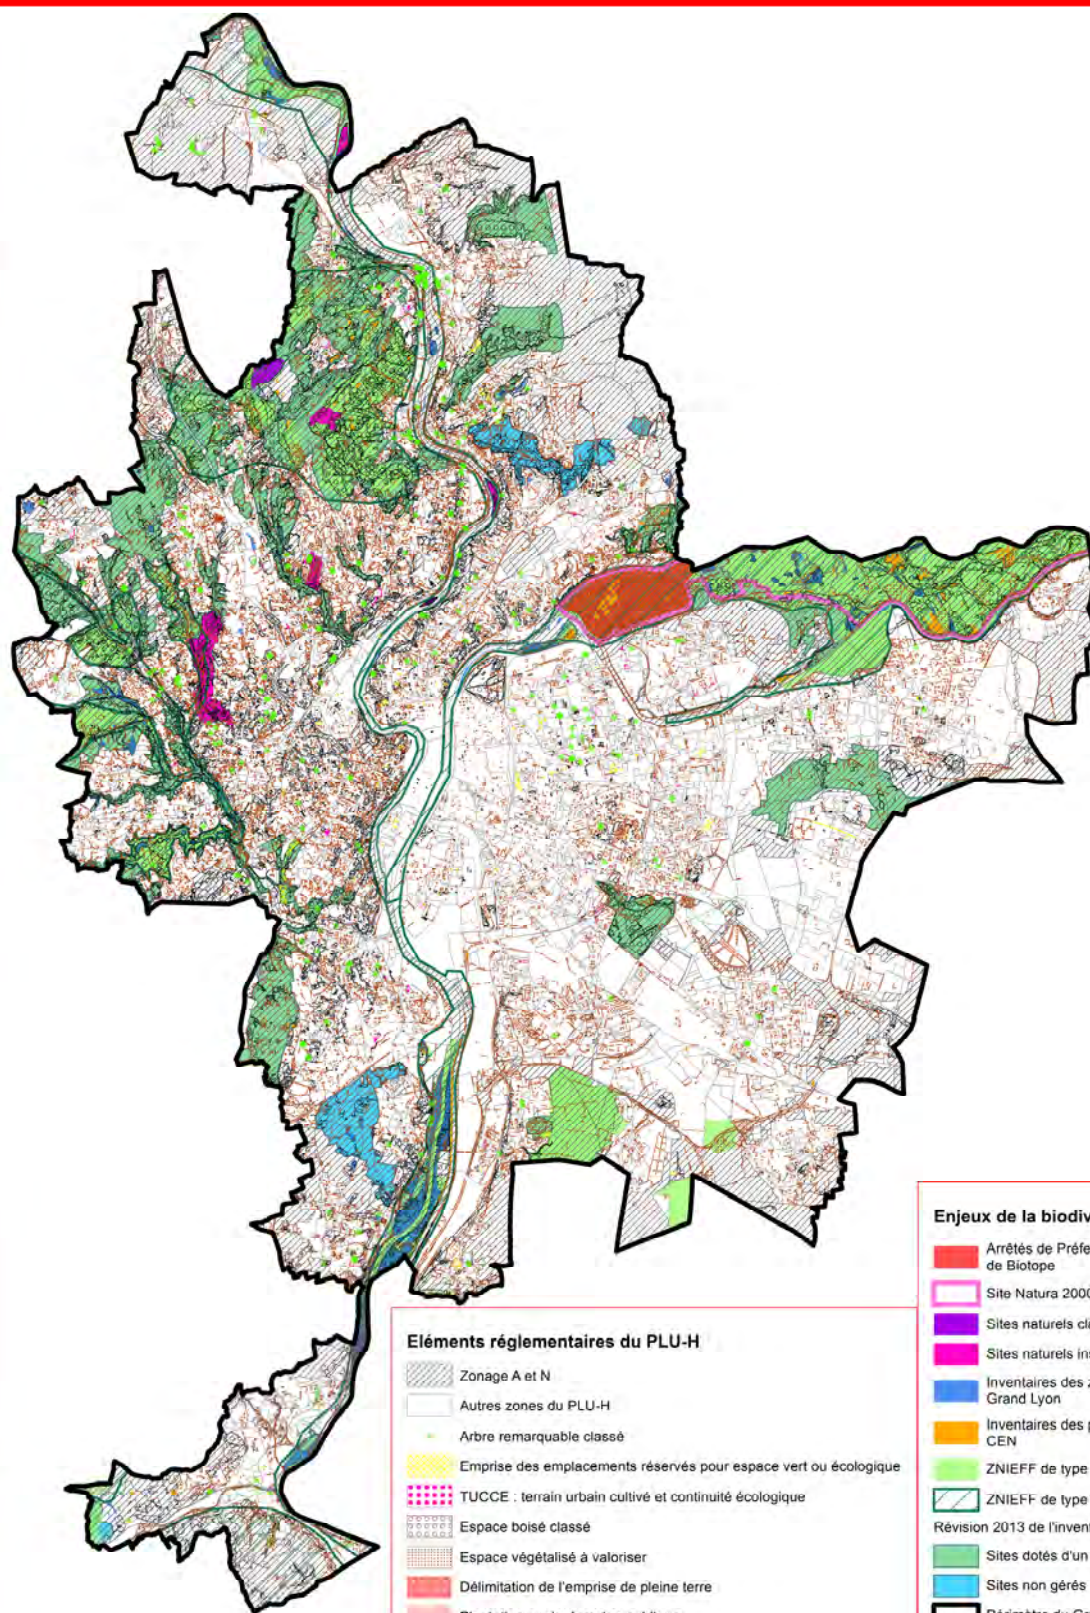 Eléments réglementaires du PLU-H
Zonage A et N
Autres zones du PLU-H
Arbre remarquable classé
Emprise des emplacements réservés pour espace vert ou écologique
TUCCE : terrain urbain cultivé et continuité écologique
Espace boisé classé
Espace végétalisé à valoriser
Délimitation de l'emprise de pleine terre
Enjeux de la biodiv
Arrêtés de Préfe
de Biotope
Site Natura 2000
Sites naturels cla
Sites naturels ins
Inventaires des z
Grand Lyon
Inventaires des p
CEN
ZNIEFF de type
ZNIEFF de type
Révision 2013 de l'inven
Sites dotés d'un
Sites non gérés